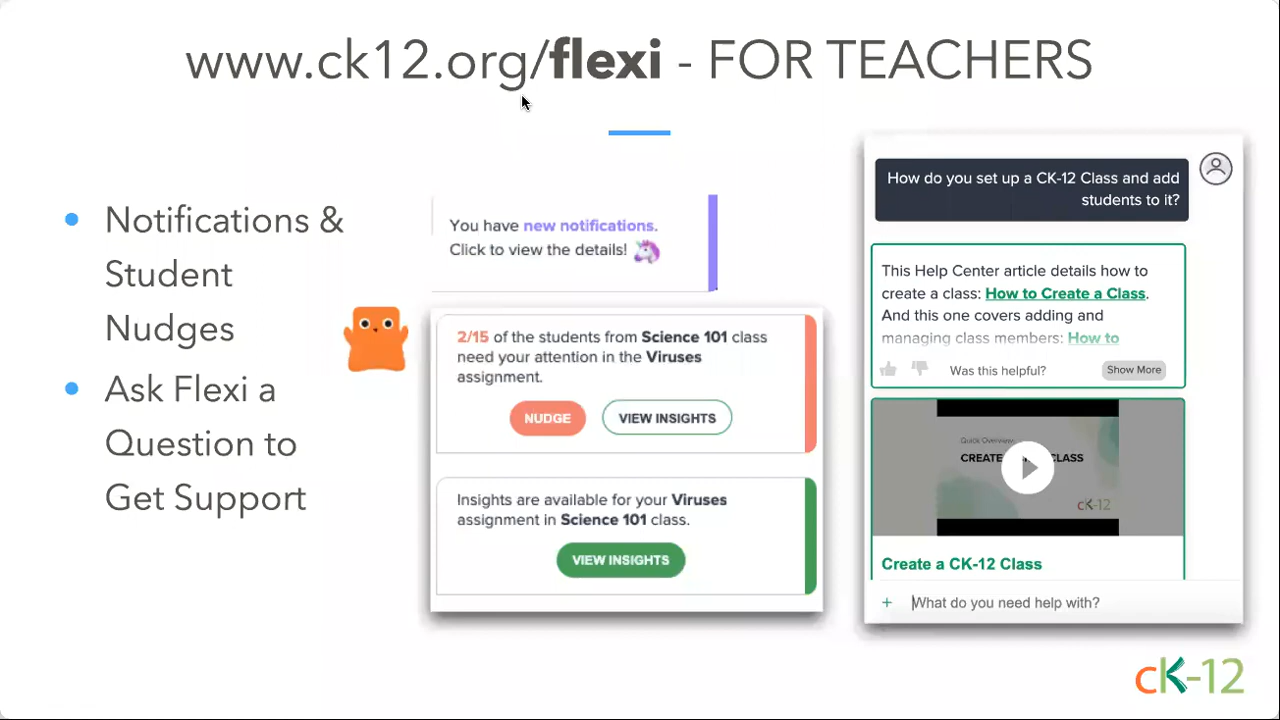 www.ck12.org/flexi - FOR TEACHERS
Notifications &
Student
Nudges
Ask Flexi a
Question to
Get Support
You have new notifications.
Click to view the details!
2/15 of the students from Science 101 class
need your attention in the Viruses
assignment.
NUDGE
VIEW INSIGHTS
Insights are available for your Viruses
assignment in Science 101 class.
VIEW INSIGHTS
How do you set up a CK-12 Class and add
students to it?
This Help Center article details how to
create a class: How to Create a Class.
And this one covers adding and
managing class members: How to
Was this helpful?
Show More
Quick Overview:
CREATE CLASS
cK-12
Create a CK-12 Class
+ What do you need help with?
cK-12